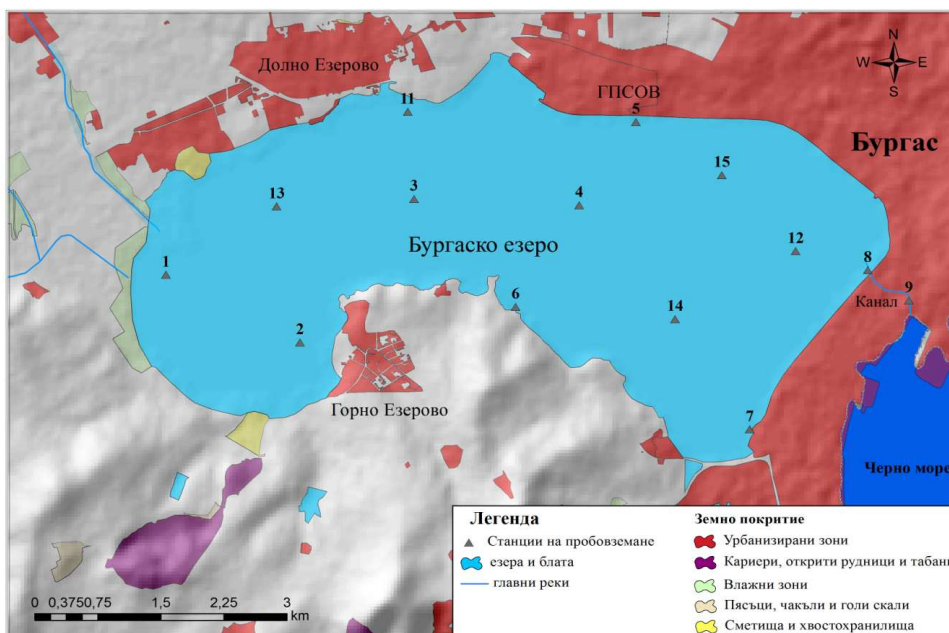 N
W E
S
Долно Езерово
ГПСОВ
11
5
Бургас
15
13
3
4
Бургаско езеро
12
1
8
9
Канал
6
14
2
Горно Езерово
7
Черно море
Легенда
Станции на пробовземане
езера и блата
главни реки
Земно покритие
Урбанизирани зони
Кариери, открити рудници и табани
Влажни зони
Пясъци, чакъли и голи скали
Сметища и хвостохранилища
0 0,3750,75 1,5 2,25 3
km